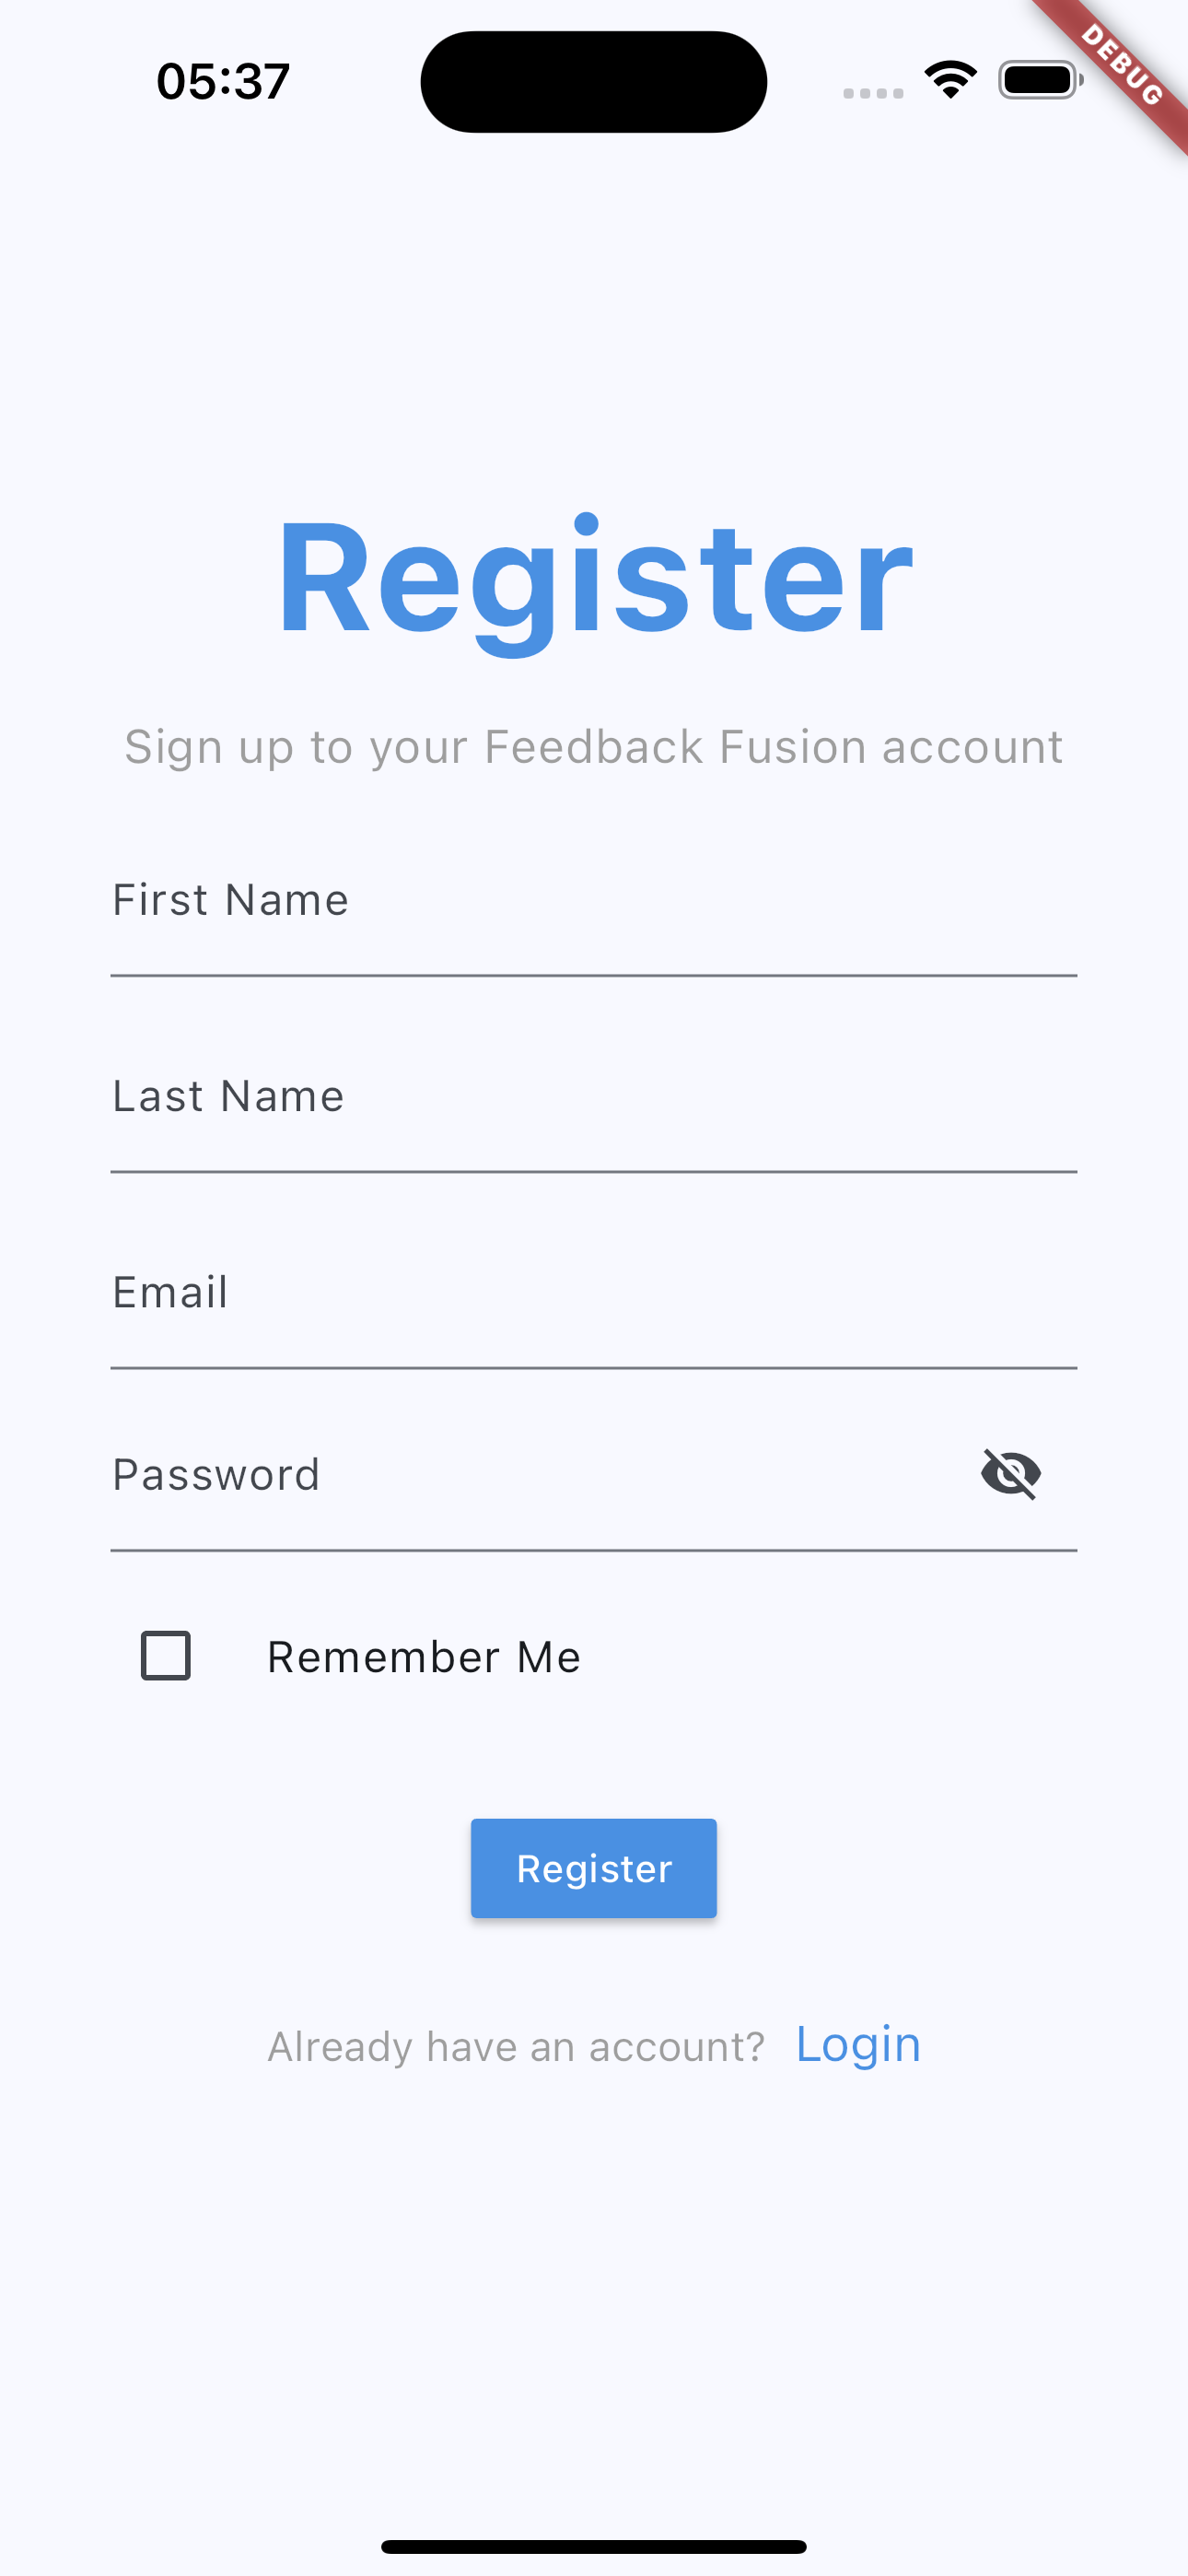 05:37
DEBUG
Register
Sign up to your Feedback Fusion account
First Name
Last Name
Email
Password
Remember Me
Register
Already have an account? Login